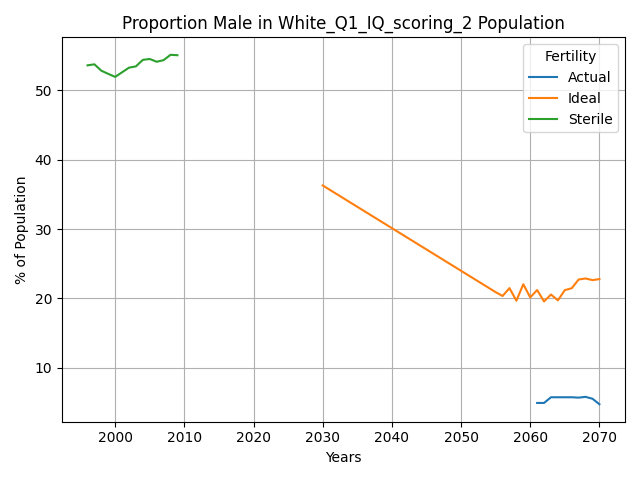 Proportion Male in White_Q1_IQ_scoring_2 Population
Fertility
Actual
Ideal
Sterile
% of Population
50
40
30
20
10
2000 2010 2020 2030 2040 2050 2060 2070
Years